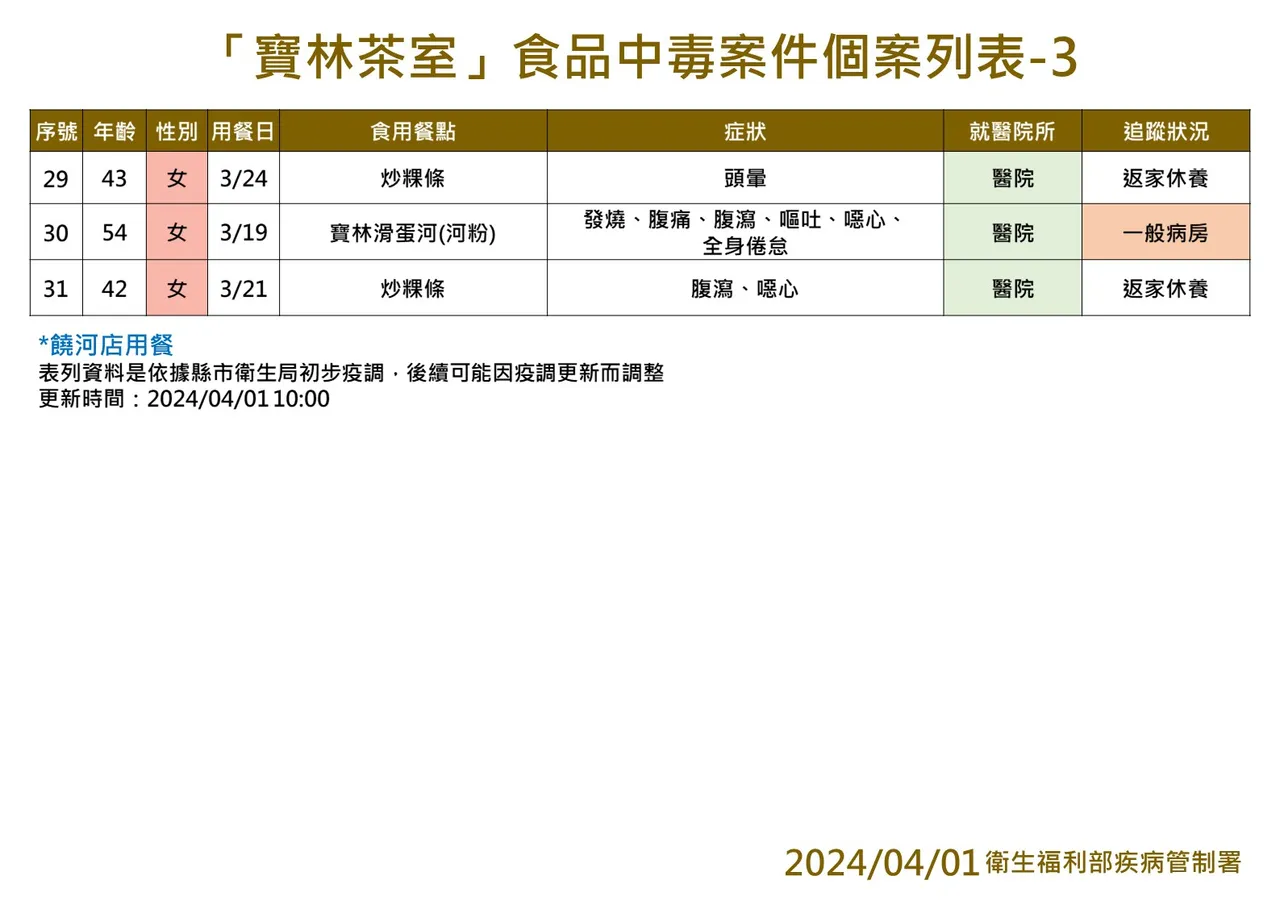 「寶林茶室」食品中毒案件個案列表-3
序號 年齡 性別 用餐日 食用餐點 症狀 就醫院所 追蹤狀況
29 43 女 3/24 炒粿條 頭暈 醫院 返家休養
30 54 女 3/19 寶林滑蛋河(河粉) 發燒、腹痛、腹瀉、嘔吐、噁心、
全身倦怠 醫院 一般病房
31 42 女 3/21 炒粿條 腹瀉、噁心 醫院 返家休養
*饒河店用餐
表列資料是依據縣市衛生局初步疫調，後續可能因疫調更新而調整
更新時間：2024/04/01 10:00
2024/04/01 衛生福利部疾病管制署